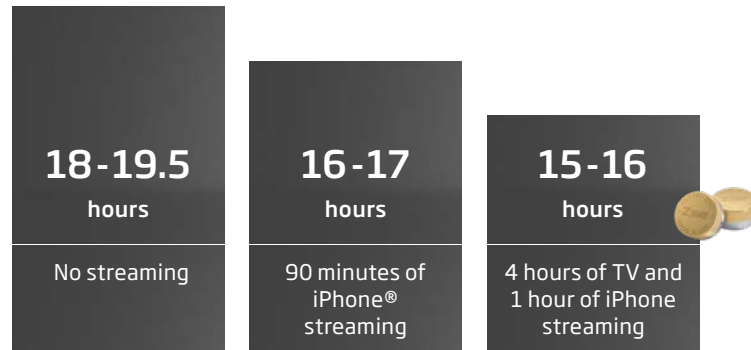 18-19.5
hours
No streaming
16-17
hours
90 minutes of
iPhone®
streaming
15-16
hours
4 hours of TV and
1 hour of iPhone
streaming